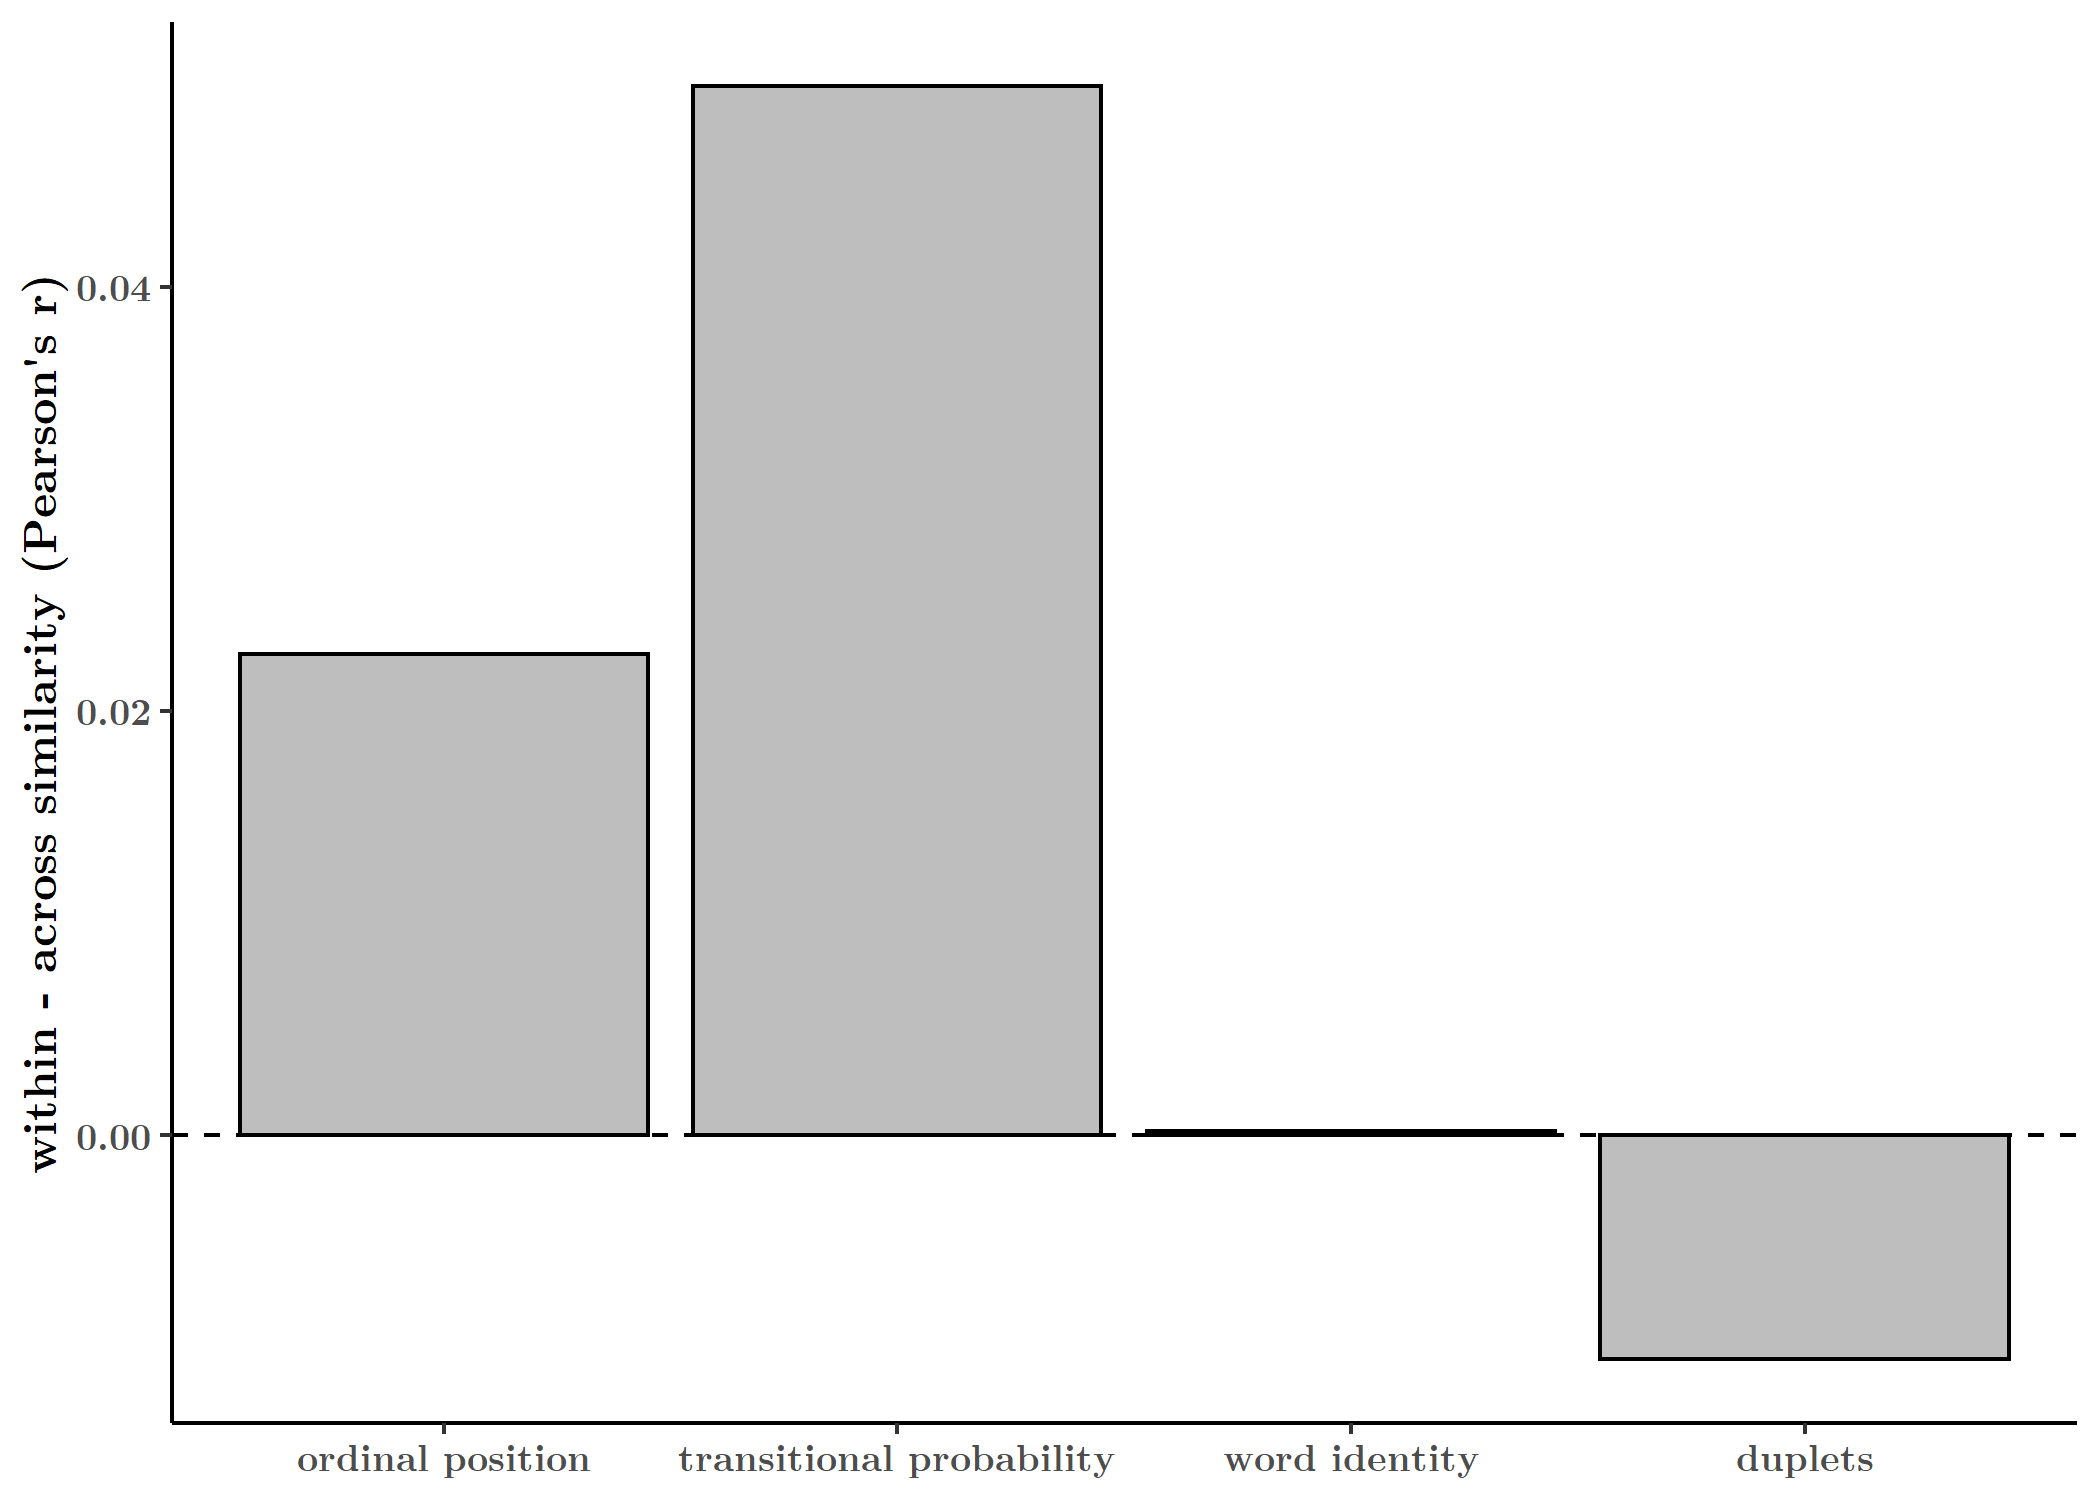 within - across similarity (Pearson's r)
0.04
0.02
0.00
ordinal position
transitional probability
word identity
duplets